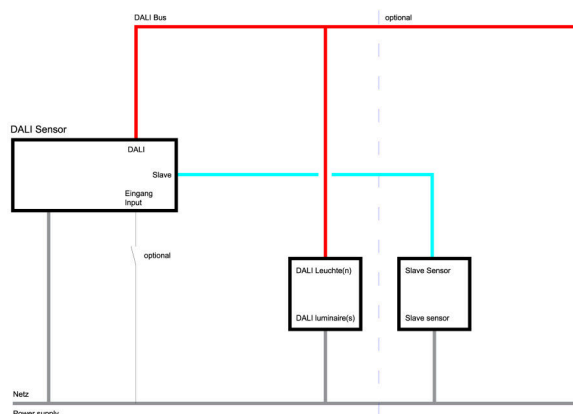 DALI Bus
optional
DALI Sensor
DALI
Slave
Eingang
Input
optional
DALI Leuchte(n)
DALI luminaire(s)
Slave Sensor
Slave sensor
Netz
Power supply